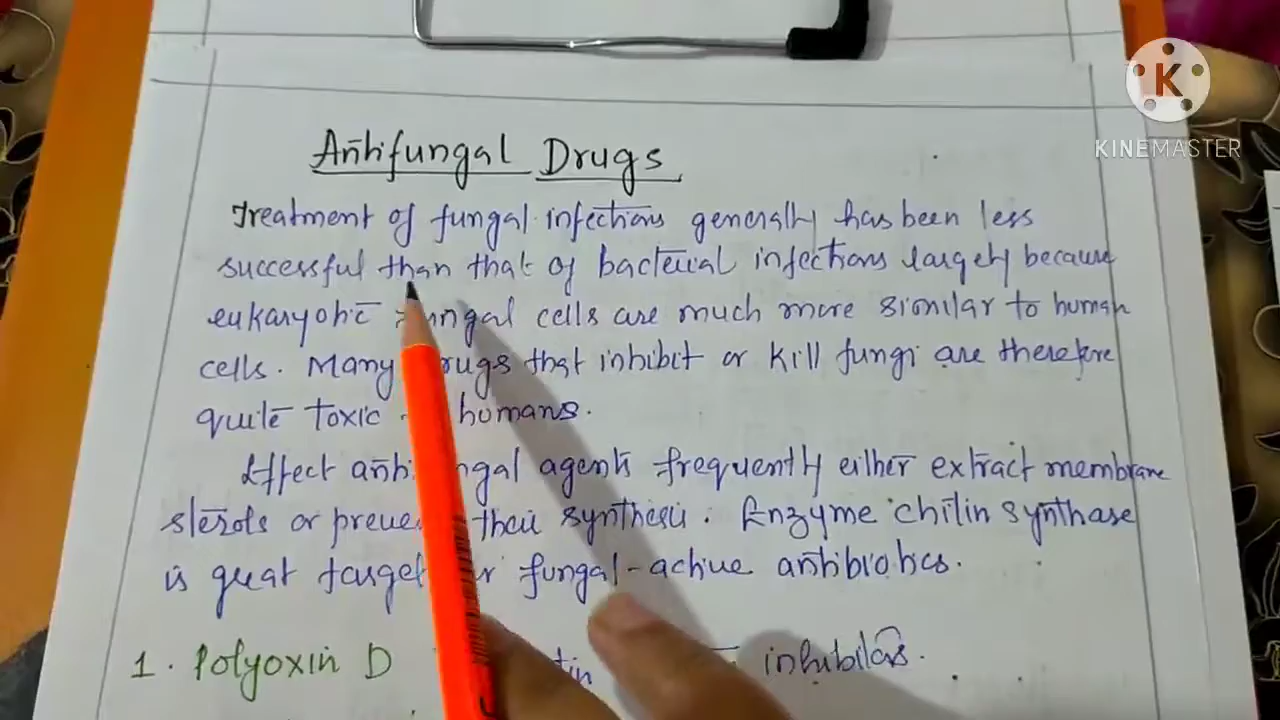 K
KINEMASTER
Antifungal Drugs
Treatment of fungal infections generally has been less
successful than that of bacterial infections largely because
eukaryotic fungal cells are much more similar to human
cells. Many drugs that inhibit or kill fungi are therefore
quite toxic humans.
Effect agents frequently either extract membrane
sterols or their synthesis. Enzyme chitin synthase
is great fungal-active antibiotics.
1. Polyoxin D inhibitors.